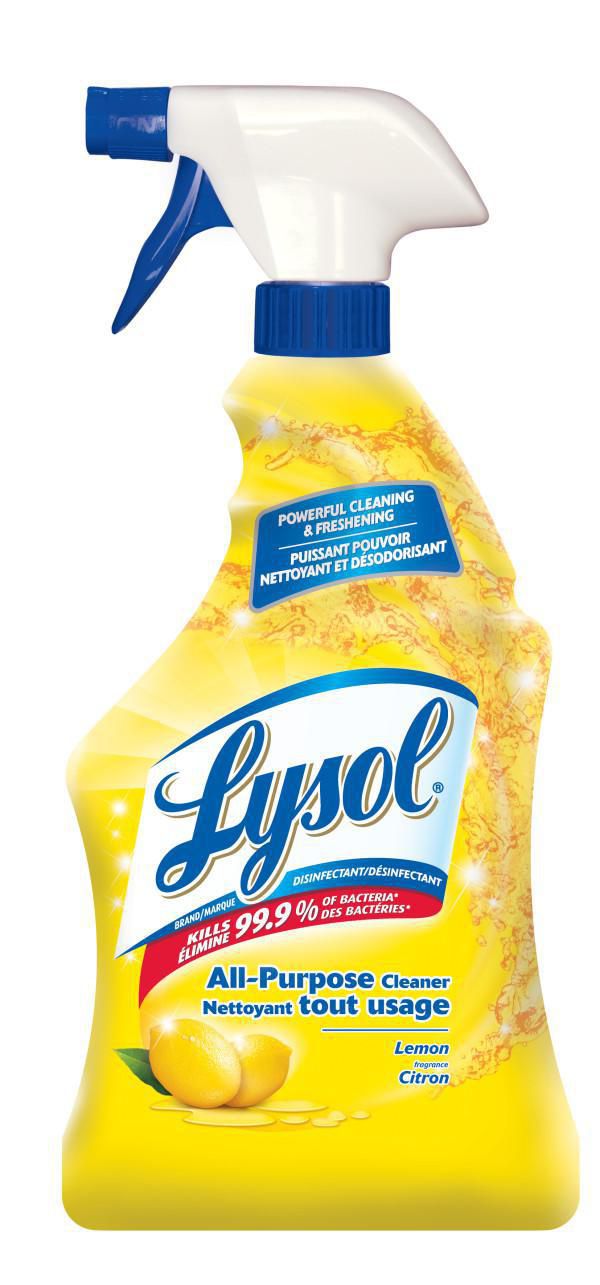 POWERFUL CLEANING
& FRESHENING
PUISSANT POUVOIR
NETTOYANT ET DÉSODORISANT
Lysol®
BRAND/MARQUE
DISINFECTANT/DÉSINFECTANT
KILLS
ÉLIMINE
99.9 %
OF BACTERIA*
DES BACTÉRIES*
All-Purpose Cleaner
Nettoyant tout usage
Lemon
fragrance
Citron